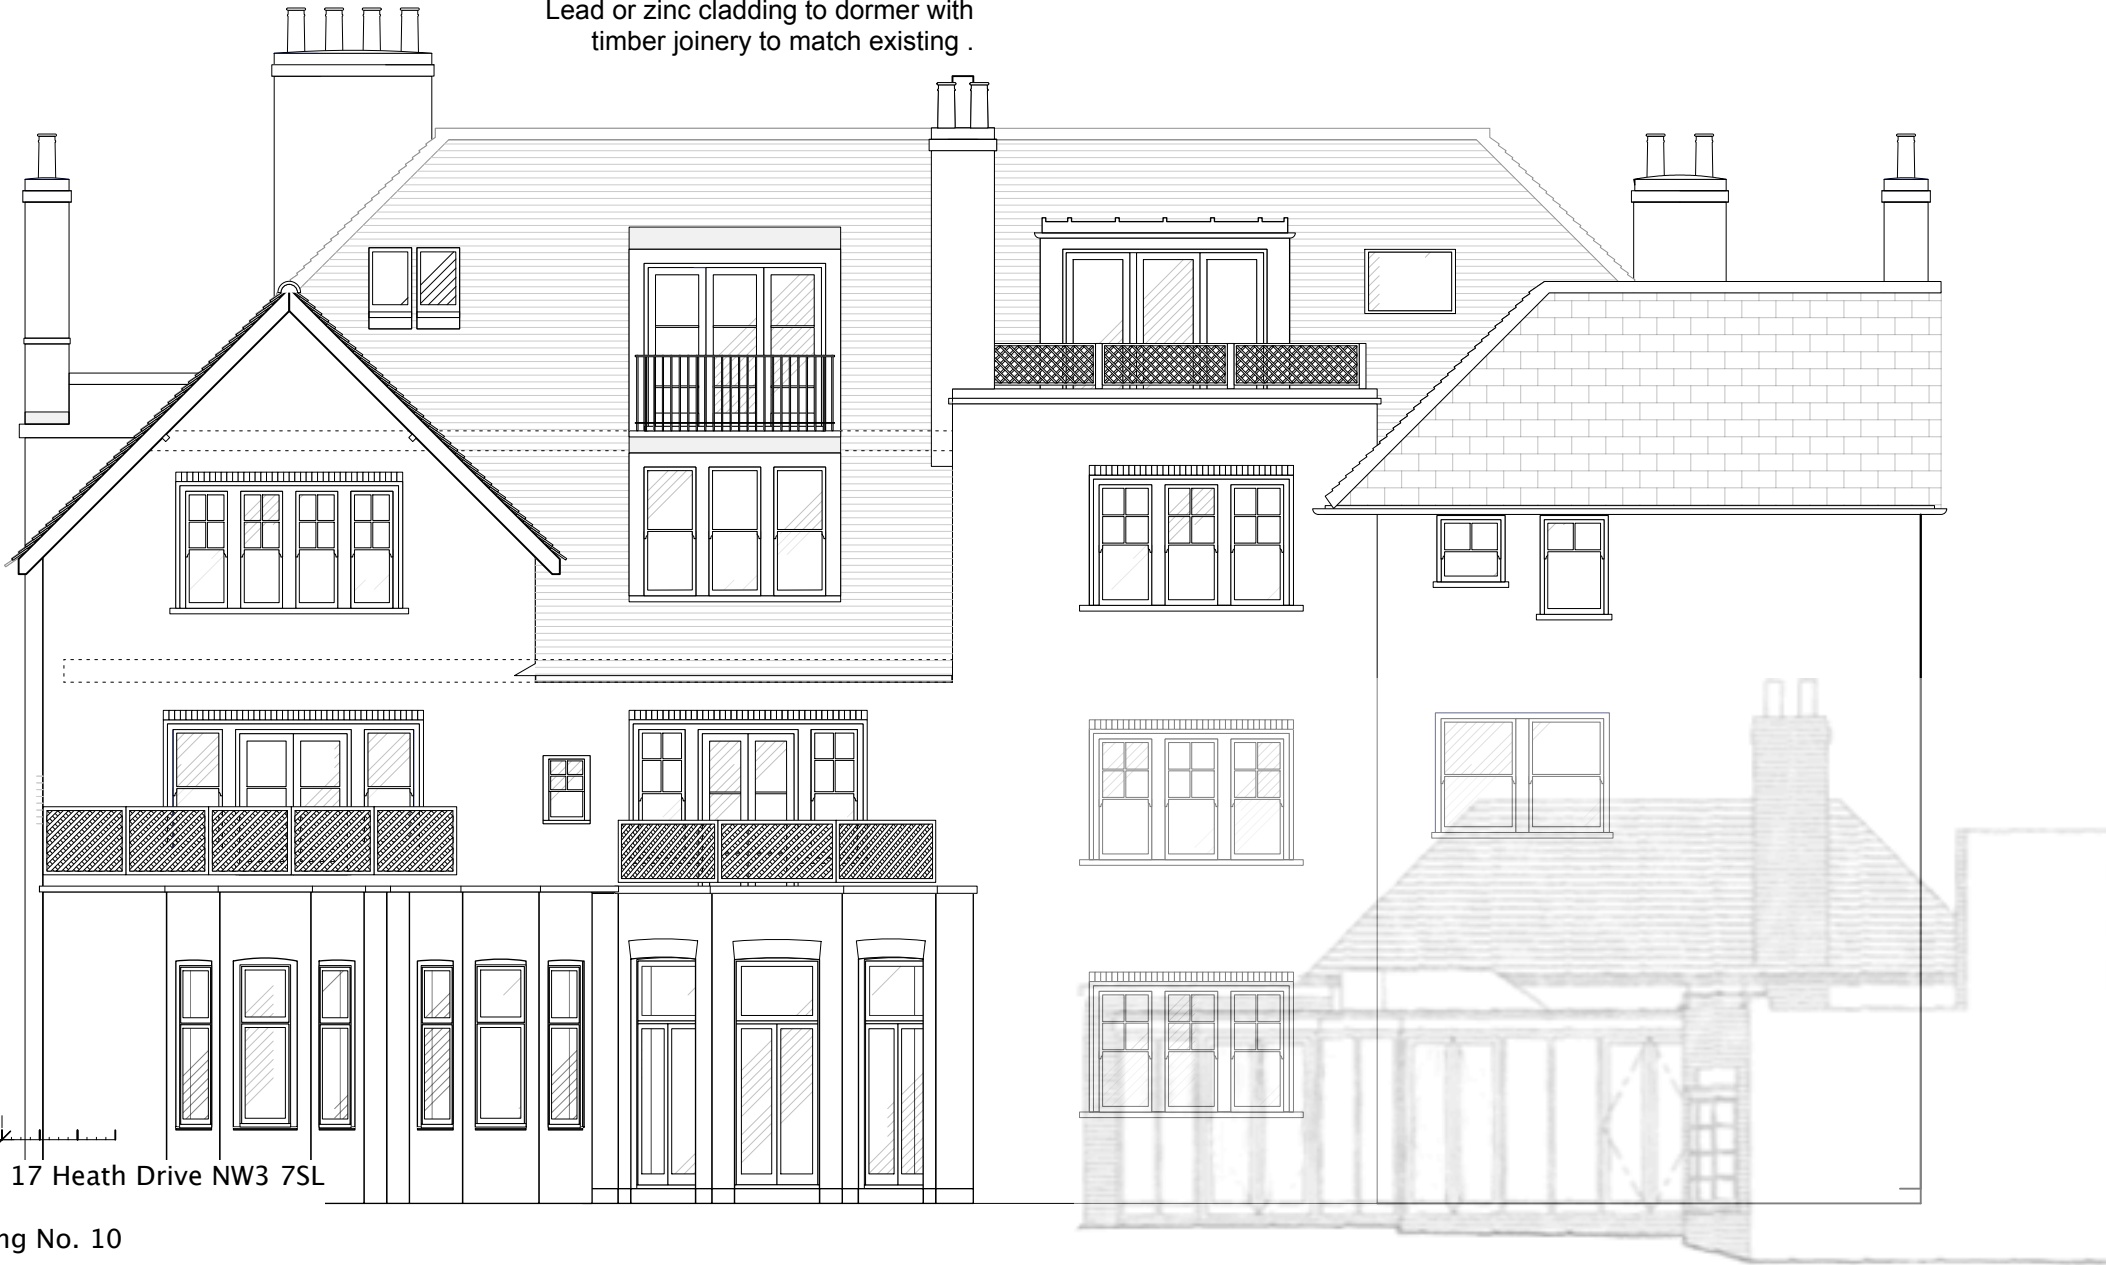 Lead or zinc cladding to dormer with
timber joinery to match existing .
17 Heath Drive NW3 7SL
No. 10